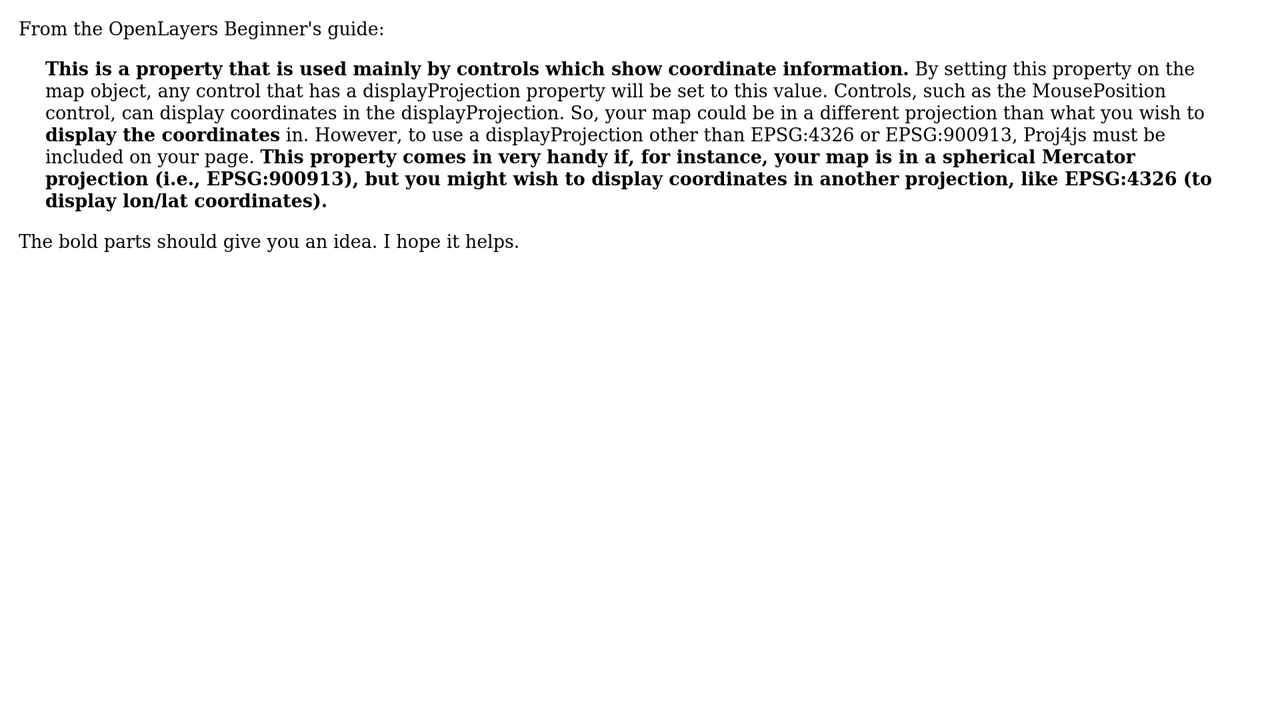 From the OpenLayers Beginner's guide:
This is a property that is used mainly by controls which show coordinate information. By setting this property on the
map object, any control that has a displayProjection property will be set to this value. Controls, such as the MousePosition
control, can display coordinates in the displayProjection. So, your map could be in a different projection than what you wish to
display the coordinates in. However, to use a displayProjection other than EPSG:4326 or EPSG:900913, Proj4js must be
included on your page. This property comes in very handy if, for instance, your map is in a spherical Mercator
projection (i.e., EPSG:900913), but you might wish to display coordinates in another projection, like EPSG:4326 (to
display lon/lat coordinates).
The bold parts should give you an idea. I hope it helps.